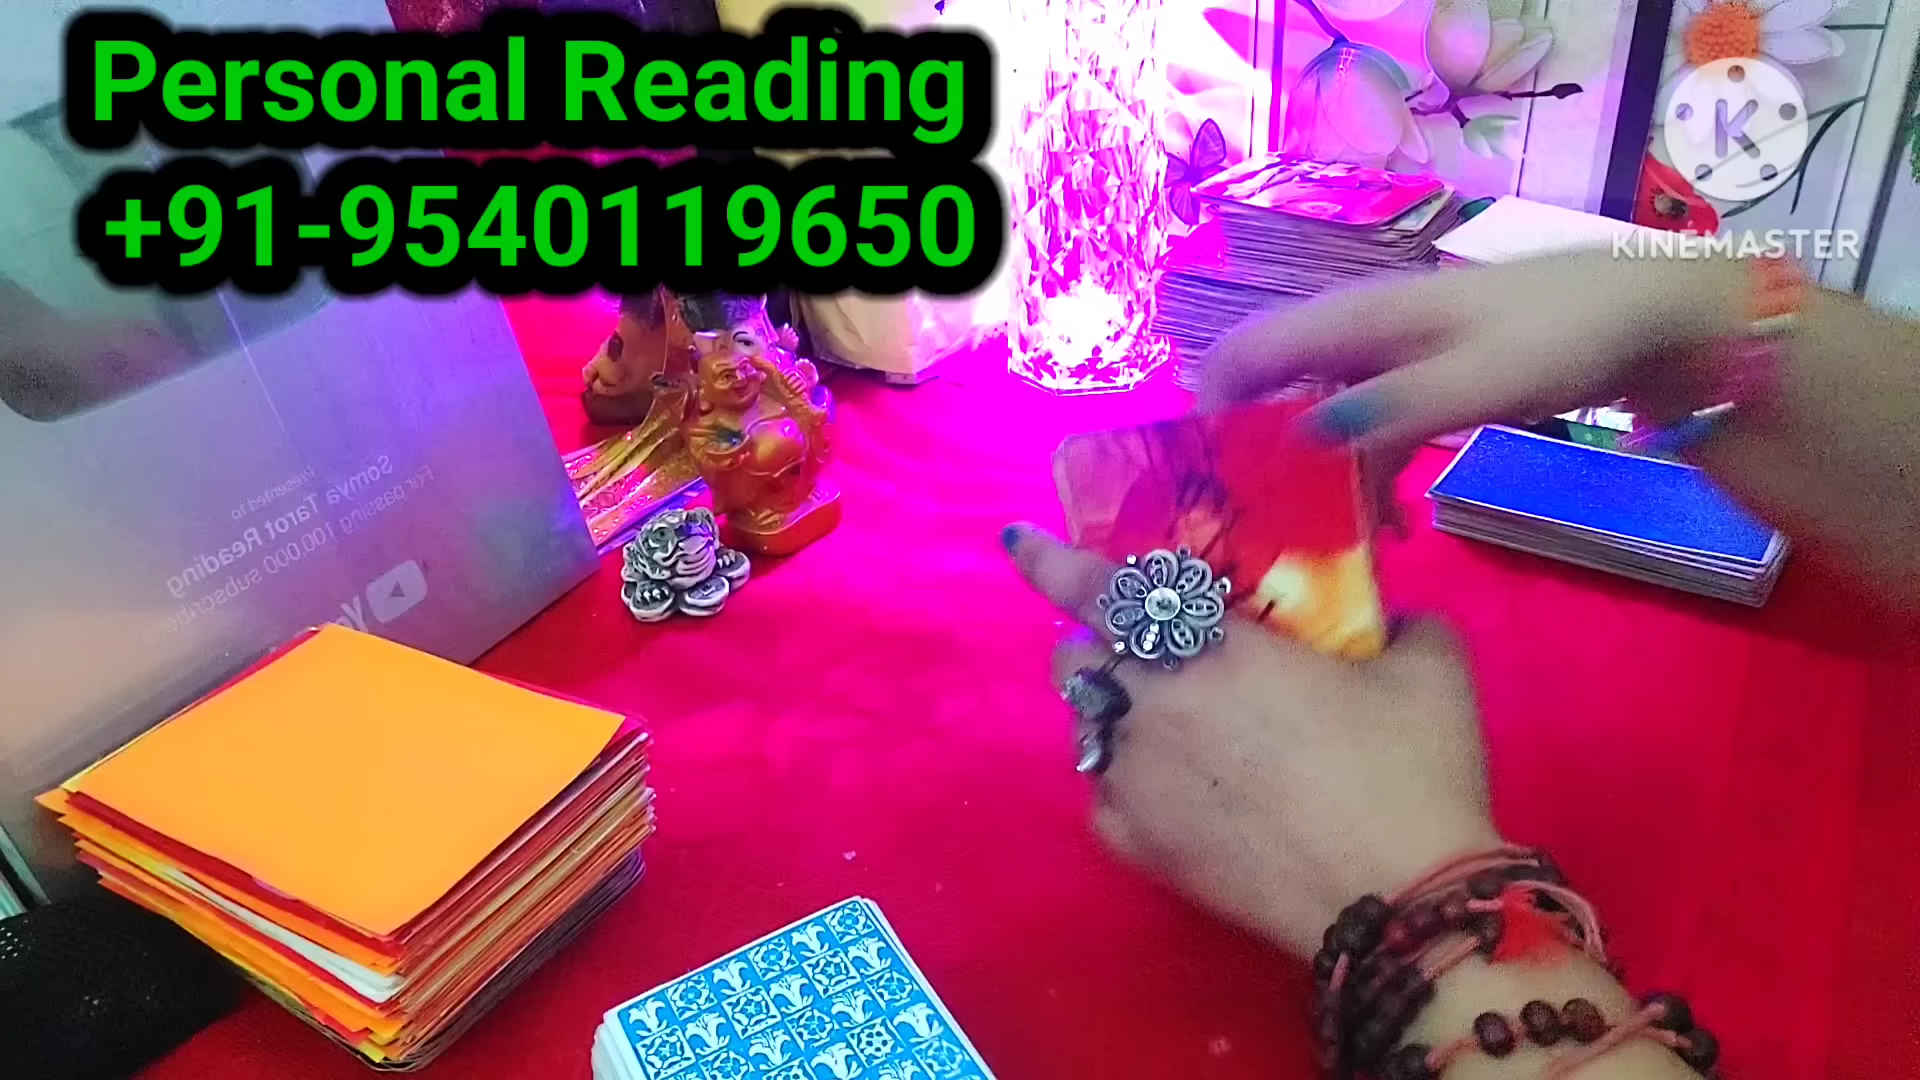 Personal Reading
+91-9540119650
K
KINEMASTER
Presented to
Somya Tarot Reading
For passing 100,000 subscribers